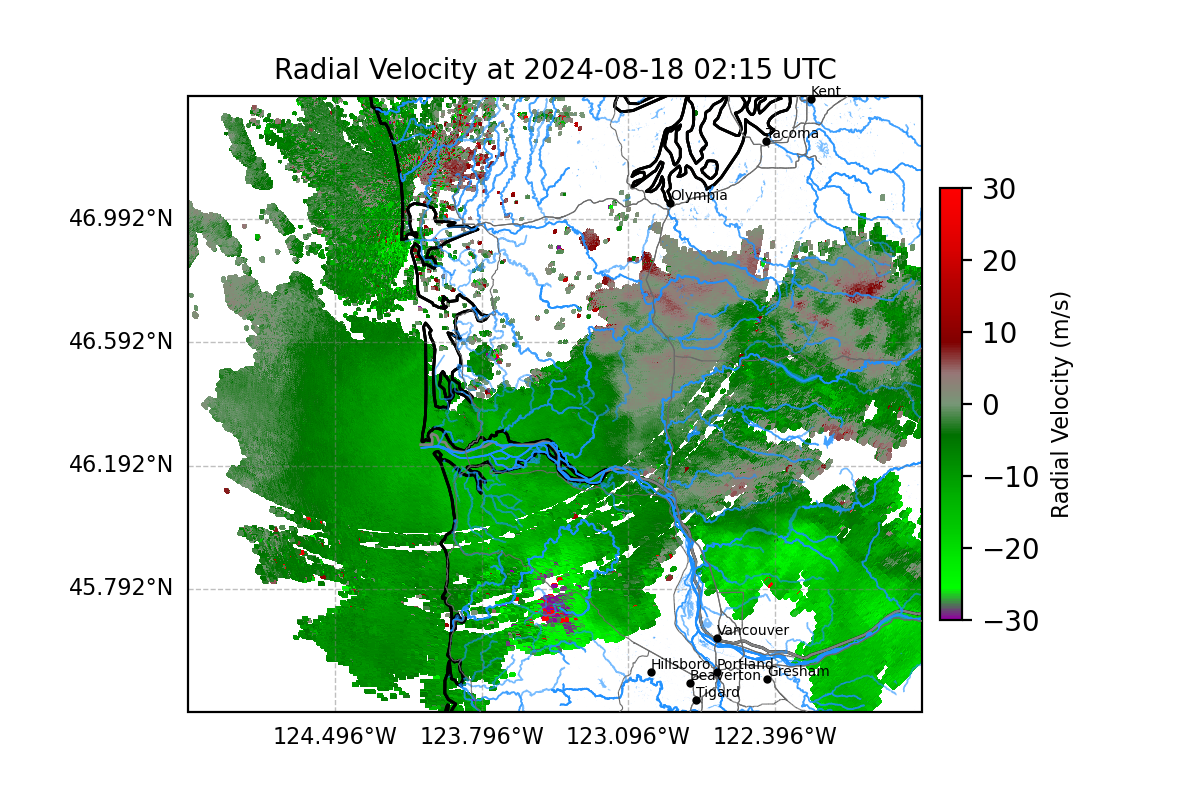 Radial Velocity at 2024-08-18 02:15 UTC
Kent
Tacoma
Olympia
46.992°N
46.592°N
46.192°N
45.792°N
Vancouver
Hillsboro
Portland
Beaverton
Gresham
Tigard
124.496°W
123.796°W
123.096°W
122.396°W
30
20
10
0
−10
−20
−30
Radial Velocity (m/s)